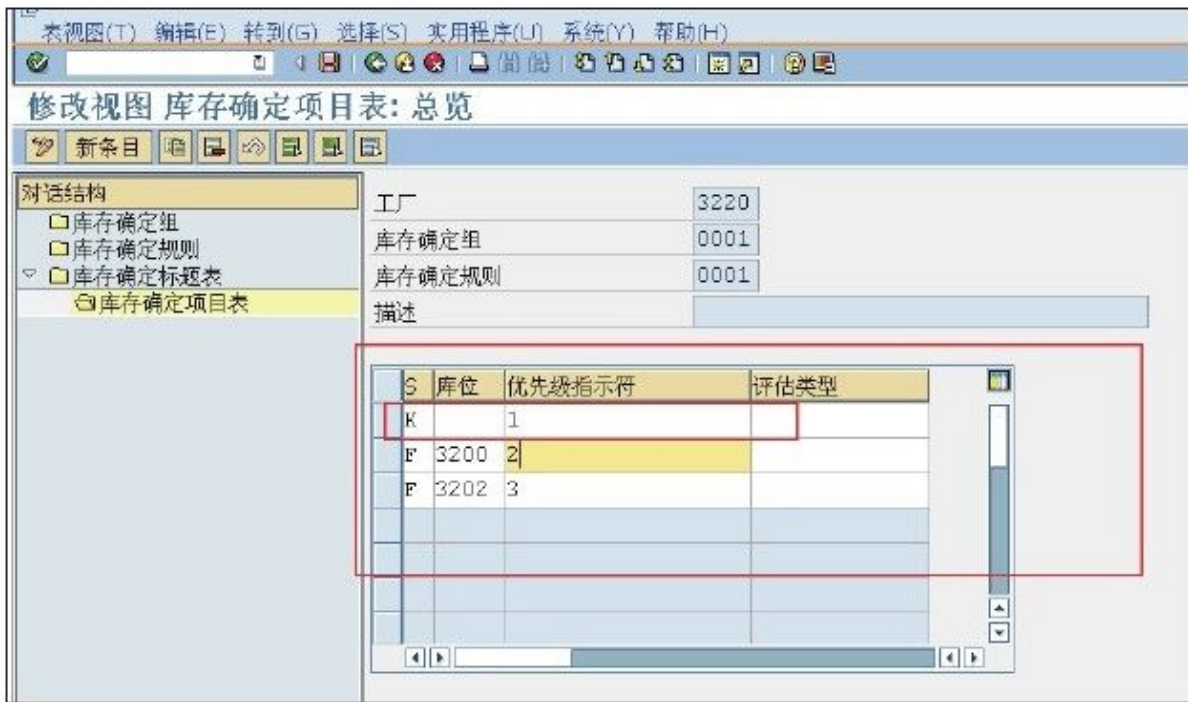 表视图(T) 编辑(E) 转到(G) 选择(S) 实用程序(U) 系统(Y) 帮助(H)
修改视图 库存确定项目表: 总览
新条目
对话结构
库存确定组
库存确定规则
库存确定标题表
库存确定项目表
工厂 3220
库存确定组 0001
库存确定规则 0001
描述
S 库位 优先级指示符 评估类型
K 1
F 3200 2
F 3202 3